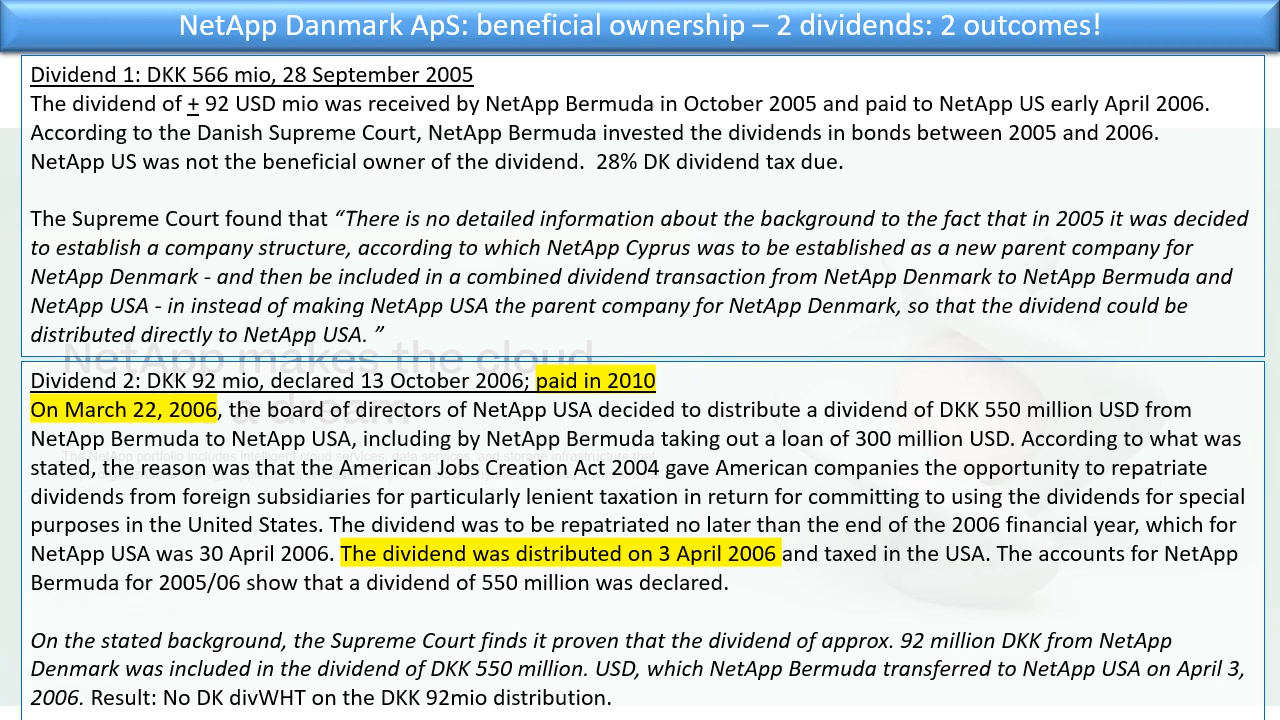 NetApp Danmark ApS: beneficial ownership – 2 dividends: 2 outcomes!
Dividend 1: DKK 566 mio, 28 September 2005
The dividend of + 92 USD mio was received by NetApp Bermuda in October 2005 and paid to NetApp US early April 2006.
According to the Danish Supreme Court, NetApp Bermuda invested the dividends in bonds between 2005 and 2006.
NetApp US was not the beneficial owner of the dividend.  28% DK dividend tax due.
The Supreme Court found that “There is no detailed information about the background to the fact that in 2005 it was decided
to establish a company structure, according to which NetApp Cyprus was to be established as a new parent company for
NetApp Denmark - and then be included in a combined dividend transaction from NetApp Denmark to NetApp Bermuda and
NetApp USA - in instead of making NetApp USA the parent company for NetApp Denmark, so that the dividend could be
distributed directly to NetApp USA. ”
NetApp makes the cloud
Dividend 2: DKK 92 mio, declared 13 October 2006; paid in 2010
On March 22, 2006, the board of directors of NetApp USA decided to distribute a dividend of DKK 550 million USD from
a dream
NetApp Bermuda to NetApp USA, including by NetApp Bermuda taking out a loan of 300 million USD. According to what was
The NetApp portfolio includes intelligent cloud services, data services, and storage infrastructure that
stated, the reason was that the American Jobs Creation Act 2004 gave American companies the opportunity to repatriate
dividends from foreign subsidiaries for particularly lenient taxation in return for committing to using the dividends for special
purposes in the United States. The dividend was to be repatriated no later than the end of the 2006 financial year, which for
NetApp USA was 30 April 2006. The dividend was distributed on 3 April 2006 and taxed in the USA. The accounts for NetApp
Bermuda for 2005/06 show that a dividend of 550 million was declared.
On the stated background, the Supreme Court finds it proven that the dividend of approx. 92 million DKK from NetApp
Denmark was included in the dividend of DKK 550 million. USD, which NetApp Bermuda transferred to NetApp USA on April 3,
2006. Result: No DK divWHT on the DKK 92mio distribution.